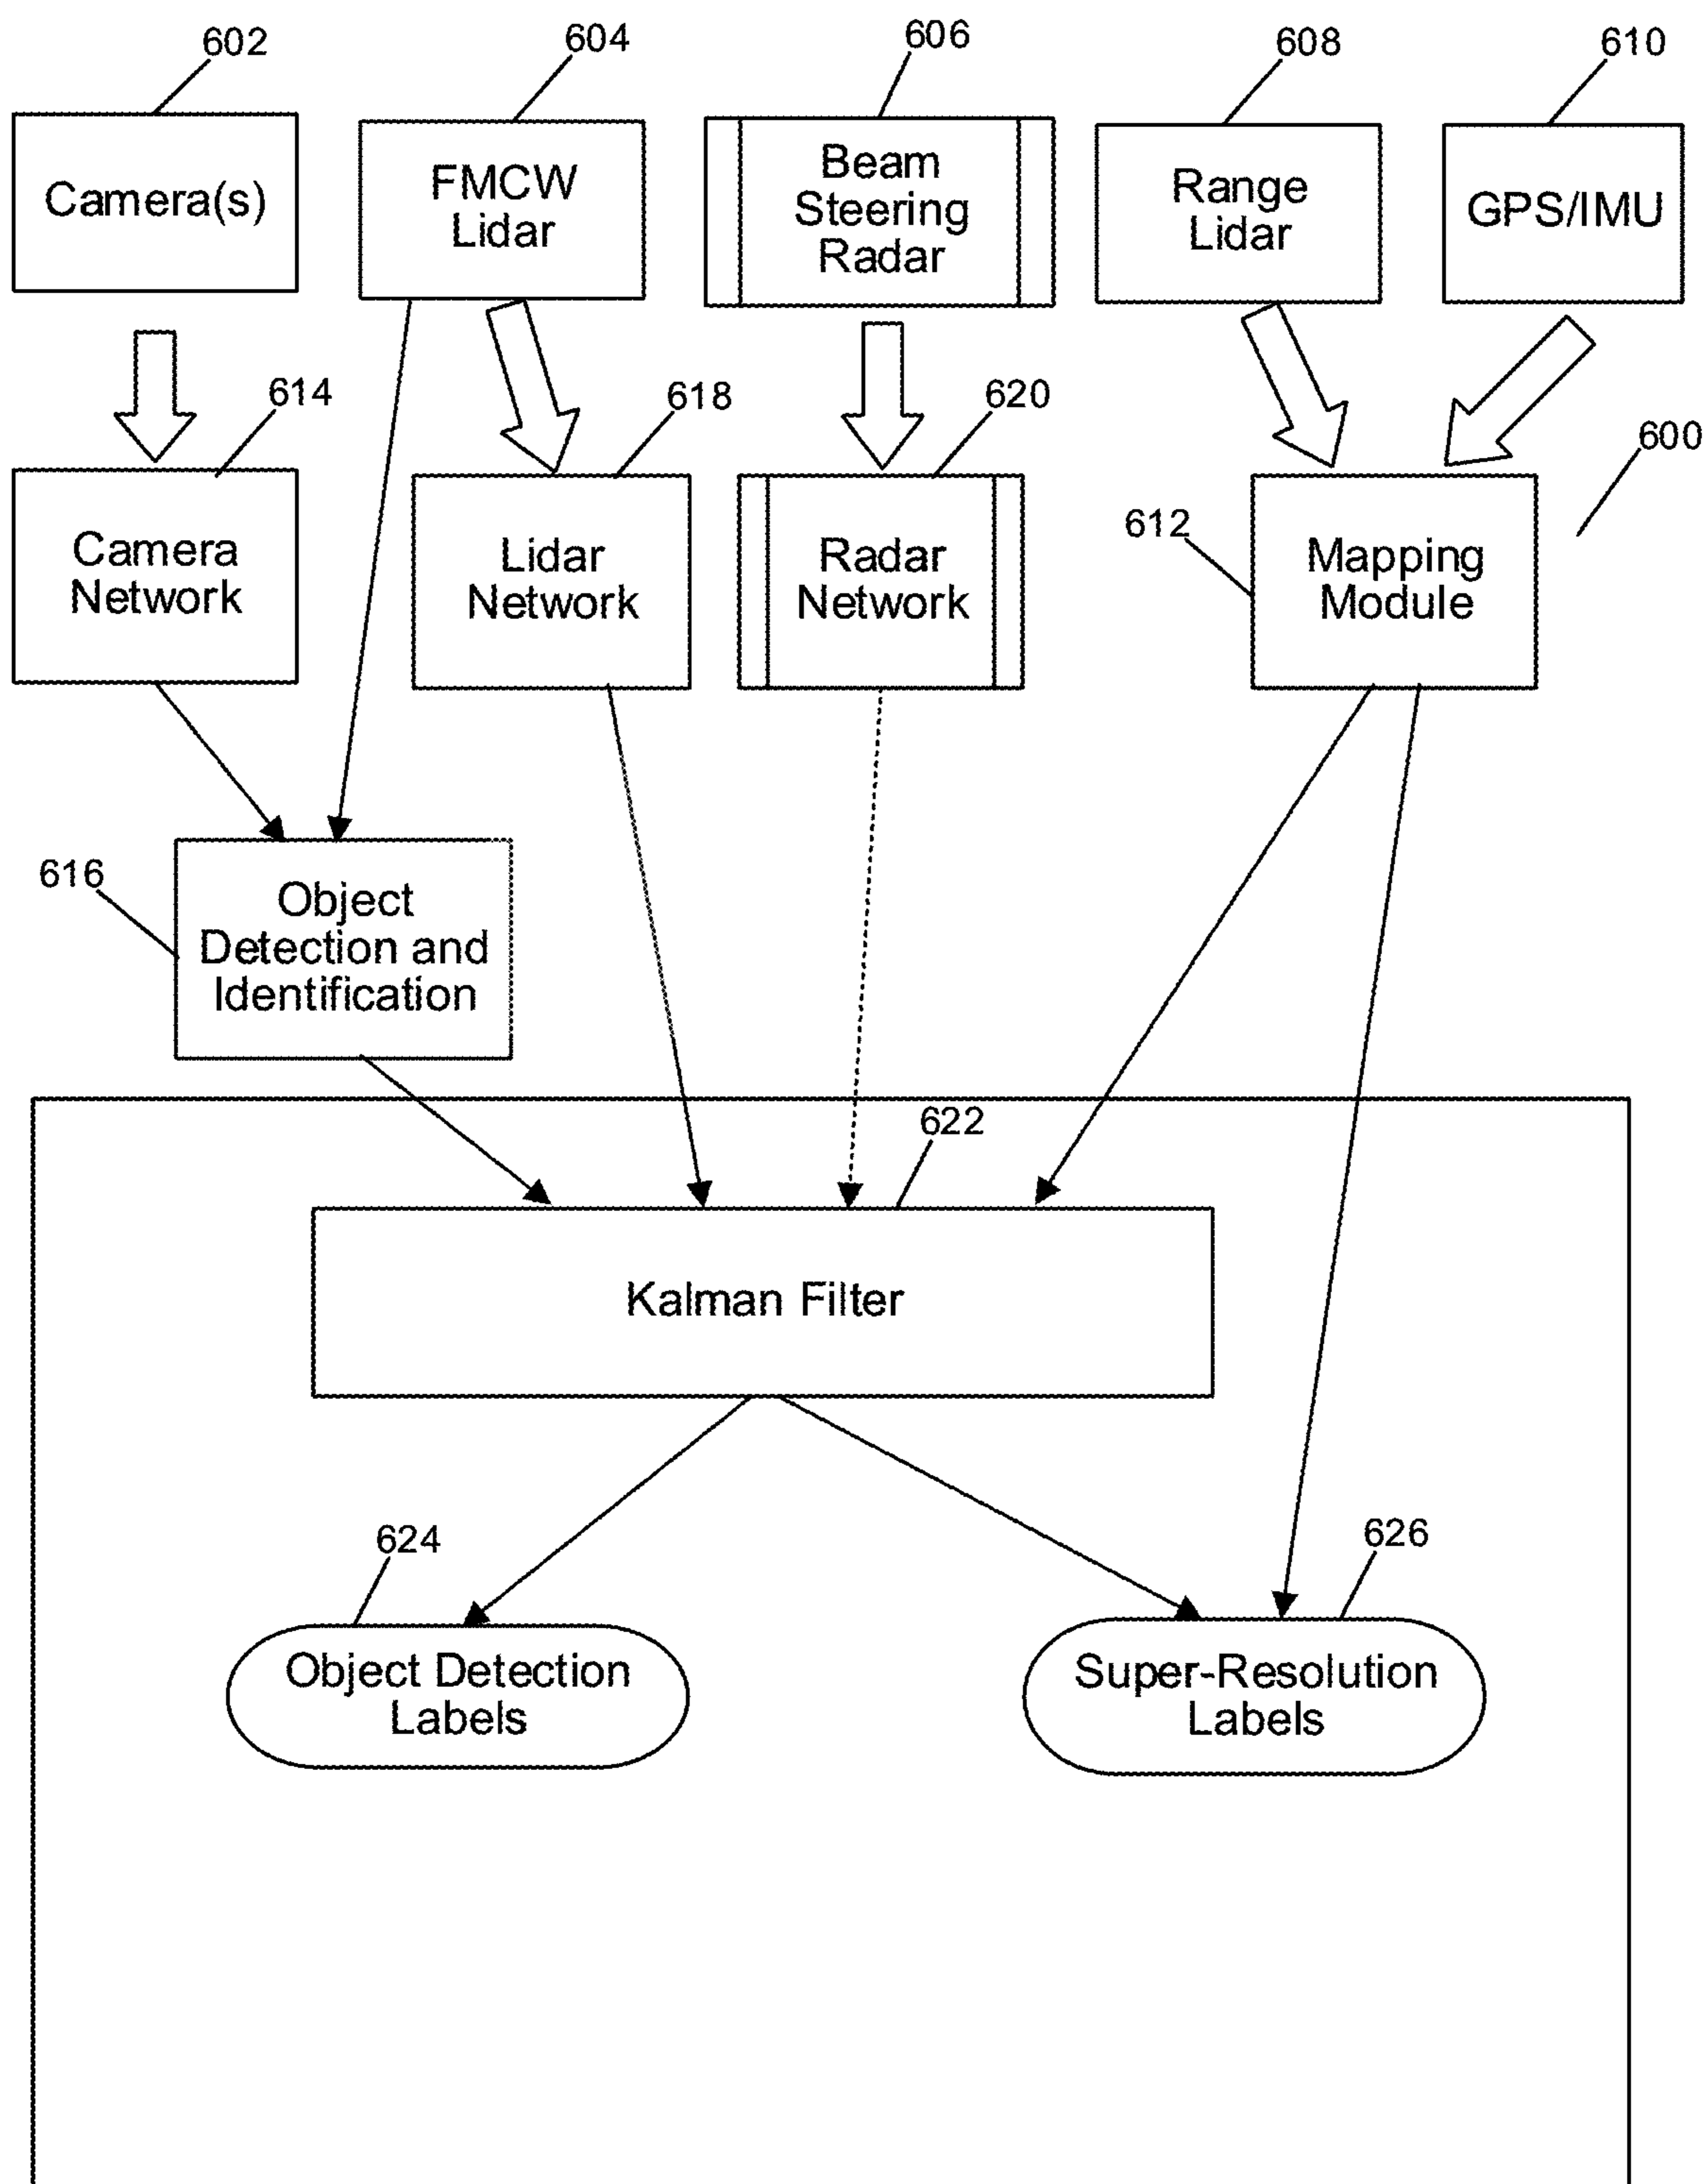 602
604
606
608
610
Camera(s)
FMCW
Lidar
Beam
Steering
Radar
Range
Lidar
GPS/IMU
614
618
620
600
Camera
Network
Lidar
Network
Radar
Network
612
Mapping
Module
616
Object
Detection and
Identification
622
Kalman Filter
624
626
Object Detection
Labels
Super-Resolution
Labels